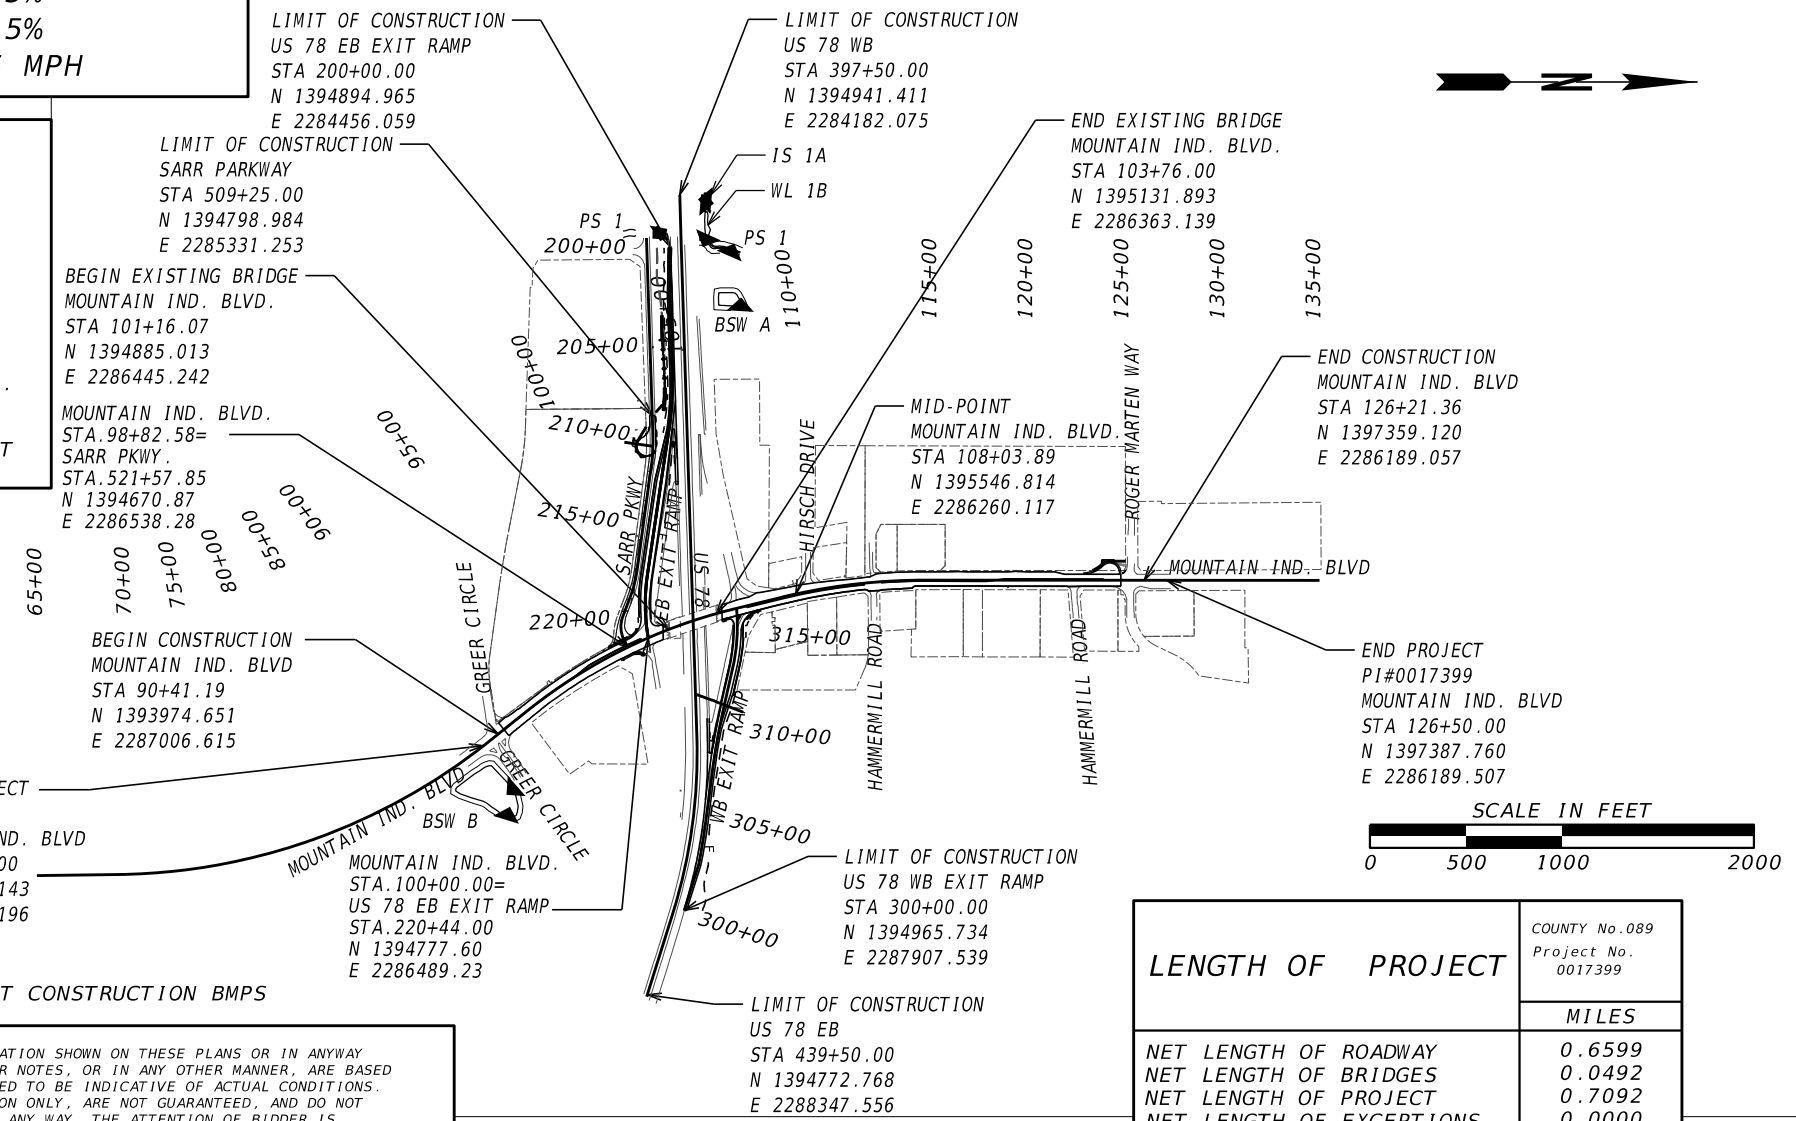 5%
MPH
LIMIT OF CONSTRUCTION
US 78 EB EXIT RAMP
STA 200+00.00
N 1394894.965
E 2284456.059
LIMIT OF CONSTRUCTION
US 78 WB
STA 397+50.00
N 1394941.411
E 2284182.075
N
END EXISTING BRIDGE
MOUNTAIN IND. BLVD.
STA 103+76.00
N 1395131.893
E 2286363.139
LIMIT OF CONSTRUCTION
SARR PARKWAY
STA 509+25.00
N 1394798.984
E 2285331.253
IS 1A
WL 1B
PS 1
PS 1
BSW A
BEGIN EXISTING BRIDGE
MOUNTAIN IND. BLVD.
STA 101+16.07
N 1394885.013
E 2286445.242
MOUNTAIN IND. BLVD.
STA.98+82.58=
SARR PKWY.
STA.521+57.85
N 1394670.87
E 2286538.28
200+00
205+00
210+00
215+00
220+00
65+00
70+00
75+00
80+00
85+00
90+00
95+00
100+00
110+00
115+00
120+00
125+00
130+00
135+00
MID-POINT
MOUNTAIN IND. BLVD.
STA 108+03.89
N 1395546.814
E 2286260.117
END CONSTRUCTION
MOUNTAIN IND. BLVD
STA 126+21.36
N 1397359.120
E 2286189.057
SARR PKWY
EB EXIT RAMP
US 78
HIRSCH DRIVE
ROGER MARTEN WAY
MOUNTAIN IND. BLVD
GREER CIRCLE
BEGIN CONSTRUCTION
MOUNTAIN IND. BLVD
STA 90+41.19
N 1393974.651
E 2287006.615
315+00
310+00
305+00
300+00
WB EXIT RAMP
HAMMERMILL ROAD
HAMMERMILL ROAD
END PROJECT
PI#0017399
MOUNTAIN IND. BLVD
STA 126+50.00
N 1397387.760
E 2286189.507
ECT
ND. BLVD
00
143
196
MOUNTAIN IND. BLVD
GREER CIRCLE
BSW B
MOUNTAIN IND. BLVD.
STA.100+00.00=
US 78 EB EXIT RAMP
STA.220+44.00
N 1394777.60
E 2286489.23
LIMIT OF CONSTRUCTION
US 78 WB EXIT RAMP
STA 300+00.00
N 1394965.734
E 2287907.539
LIMIT OF CONSTRUCTION
US 78 EB
STA 439+50.00
N 1394772.768
E 2288347.556
SCALE IN FEET
0 500 1000 2000
T CONSTRUCTION BMPS
ATION SHOWN ON THESE PLANS OR IN ANYWAY
R NOTES, OR IN ANY OTHER MANNER, ARE BASED
ED TO BE INDICATIVE OF ACTUAL CONDITIONS.
ON ONLY, ARE NOT GUARANTEED, AND DO NOT
ANY WAY. THE ATTENTION OF BIDDER IS
LENGTH OF PROJECT
COUNTY No.089
Project No.
0017399
MILES
NET LENGTH OF ROADWAY 0.6599
NET LENGTH OF BRIDGES 0.0492
NET LENGTH OF PROJECT 0.7092
NET LENGTH OF EXCEPTIONS 0.0000